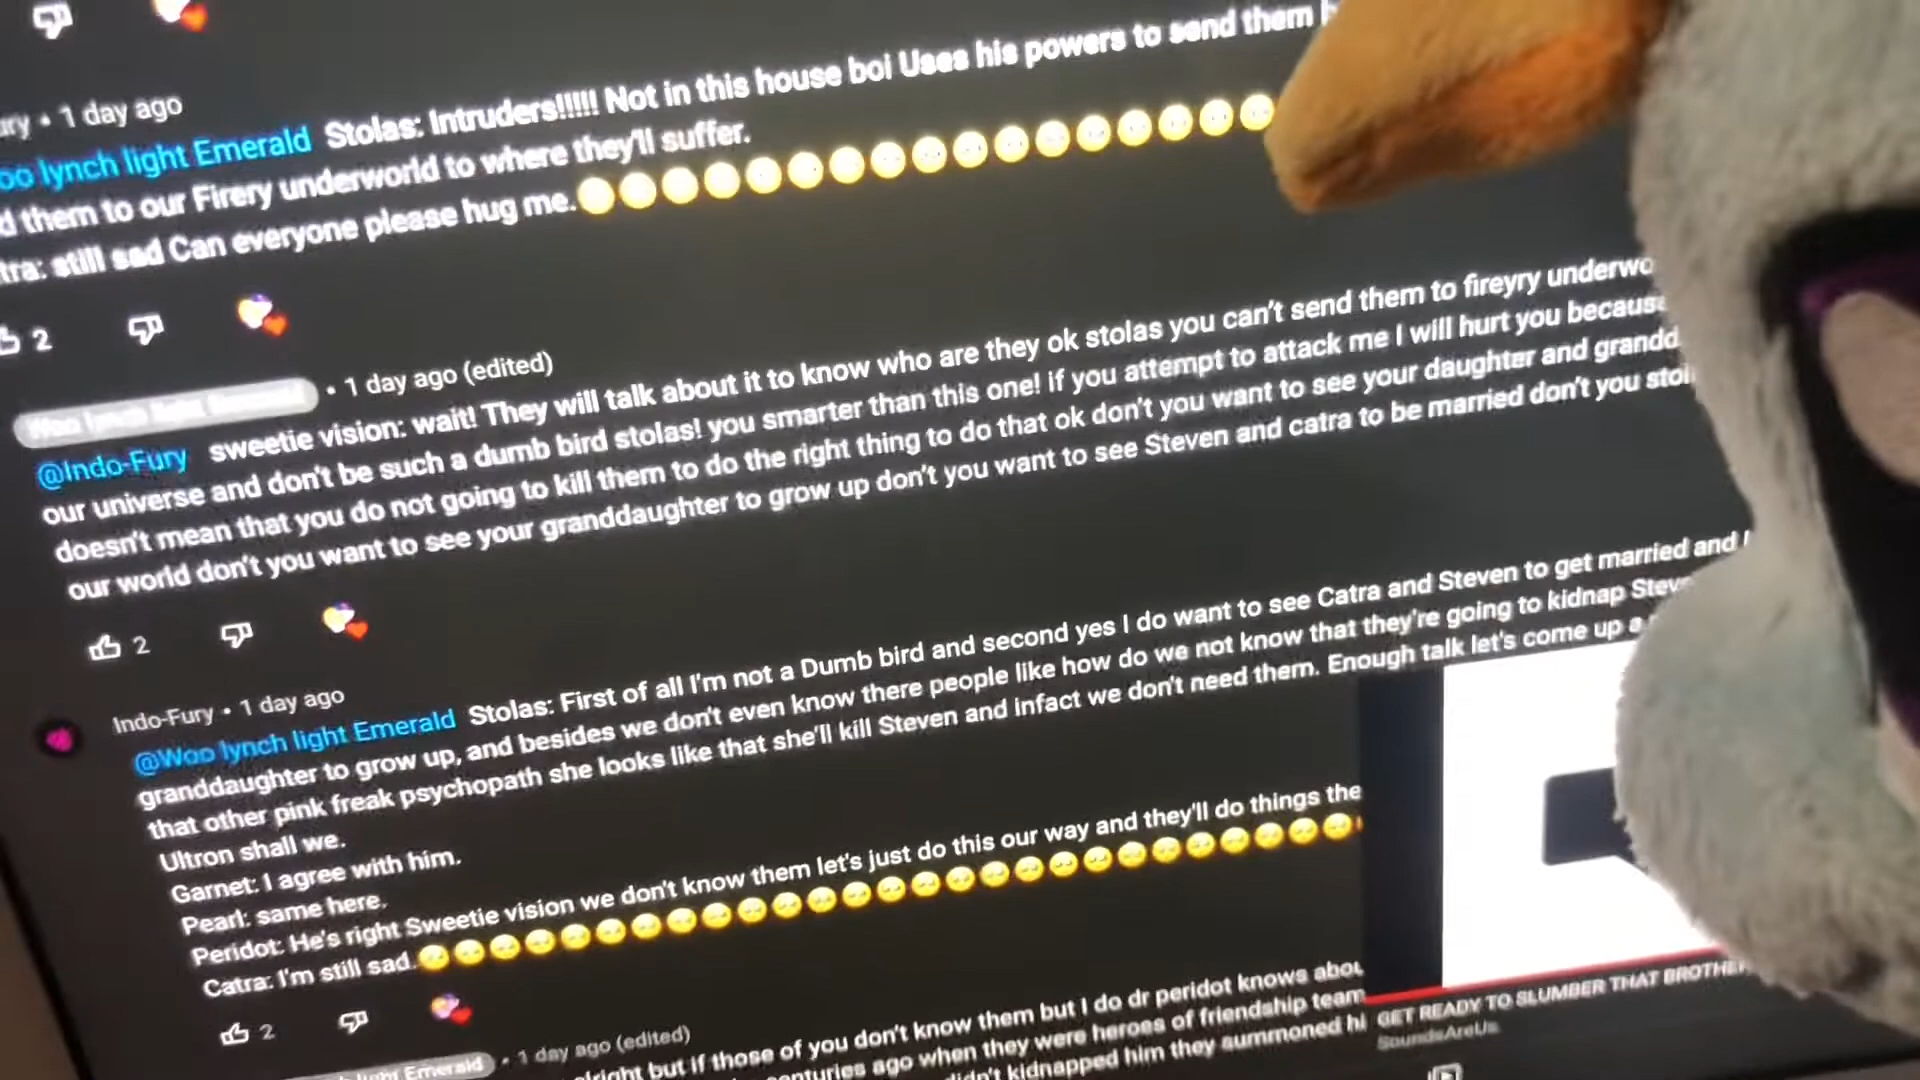 ury • 1 day ago
oo lynch light Emerald Stolas: Intruders!!!!! Not in this house boi Uses his powers to send them
d them to our Firery underworld to where they'll suffer.
tra: still sad Can everyone please hug me.
2
• 1 day ago (edited)
@Indo-Fury sweetie vision: wait! They will talk about it to know who are they ok stolas you can't send them to fireyry underwo
our universe and don't be such a dumb bird stolas! you smarter than this one! if you attempt to attack me I will hurt you because
doesn't mean that you do not going to kill them to do the right thing to do that ok don't you want to see your daughter and grandd
our world don't you want to see your granddaughter to grow up don't you want to see Steven and catra to be married don't you
2
Indo-Fury • 1 day ago
@Woo lynch light Emerald Stolas: First of all I'm not a Dumb bird and second yes I do want to see Catra and Steven to get married and
granddaughter to grow up, and besides we don't even know there people like how do we not know that they're going to kidnap Stev
that other pink freak psychopath she looks like that she'll kill Steven and infact we don't need them. Enough talk let's come up a
Ultron shall we.
Garnet: I agree with him.
Pearl: same here.
Peridot: He's right Sweetie vision we don't know them let's just do this our way and they'll do things the
Catra: I'm still sad.
2
light Emerald • 1 day ago (edited)
alright but if those of you don't know them but I do dr peridot knows abou
centuries ago when they were heroes of friendship team
didn't kidnapped him they summoned hi
GET READY TO SLUMBER THAT BROTHE
SoundsAreUs